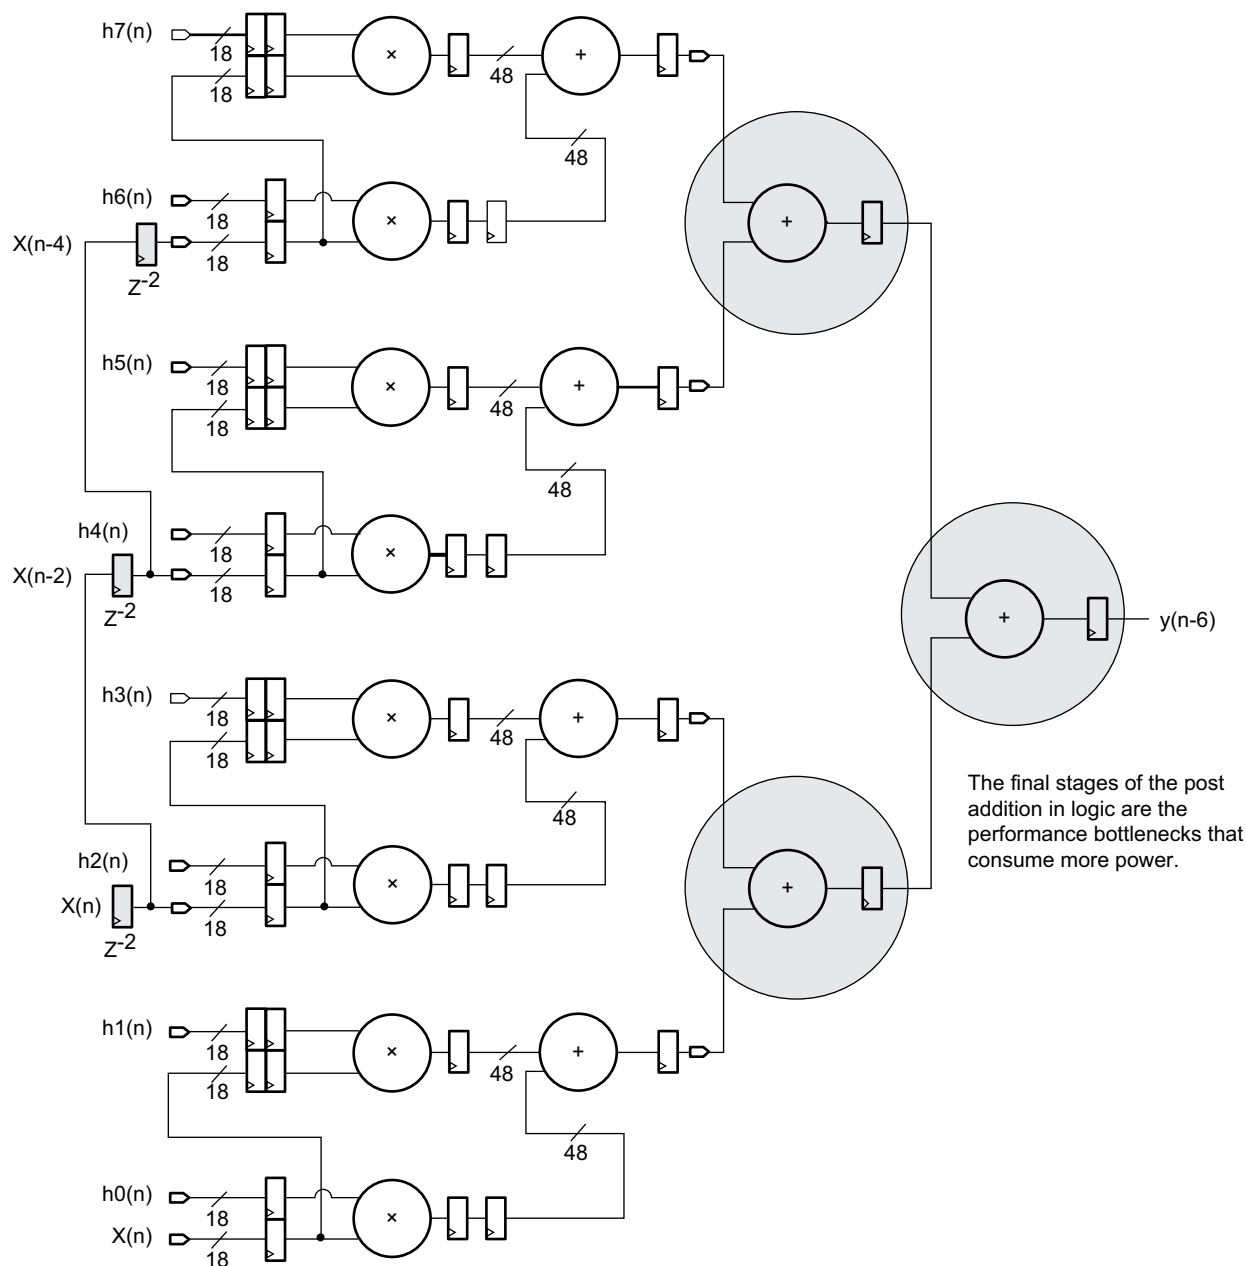 h7(n)
18
×
48
+
18
48
h6(n)
18
×
+
X(n-4)
18
Z-2
h5(n)
18
×
48
+
18
48
h4(n)
18
×
X(n-2)
18
Z-2
+
y(n-6)
h3(n)
18
×
48
+
18
48
The final stages of the post
addition in logic are the
performance bottlenecks that
consume more power.
h2(n)
18
×
+
X(n)
18
Z-2
h1(n)
18
×
48
+
18
48
h0(n)
18
×
X(n)
18